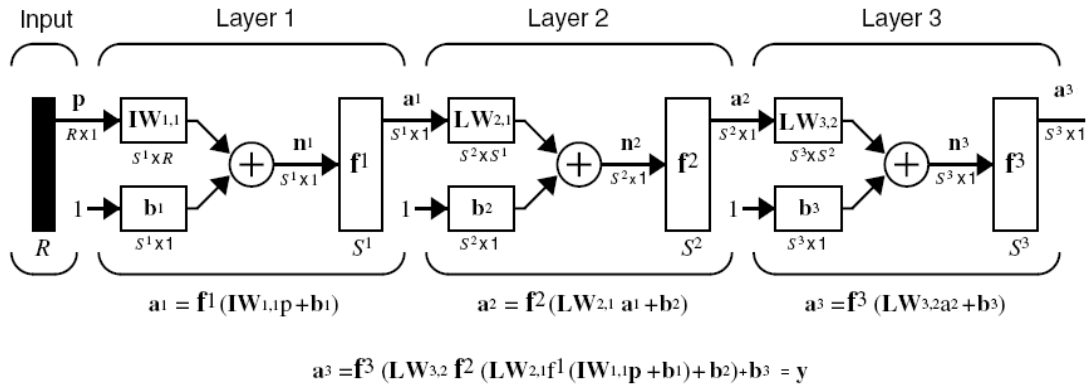 Input Layer 1 Layer 2 Layer 3
p a¹ a² a³
IW₁,₁ LW₂,₁ LW₃,₂
R x 1 S¹ x 1 S² x 1 S³ x 1
S¹ x R n¹ S² x S¹ n² S³ x S² n³
+ f¹ + f² + f³
S¹ x 1 S² x 1 S³ x 1
1 b₁ 1 b₂ 1 b₃
S¹ x 1 S² x 1 S³ x 1
R S¹ S² S³
a₁ = f¹ (IW₁,₁p + b₁) a₂ = f² (LW₂,₁ a₁ + b₂) a₃ = f³ (LW₃,₂a₂ + b₃)
a₃ = f³ (LW₃,₂ f² (LW₂,₁f¹ (IW₁,₁p + b₁) + b₂) + b₃ = y